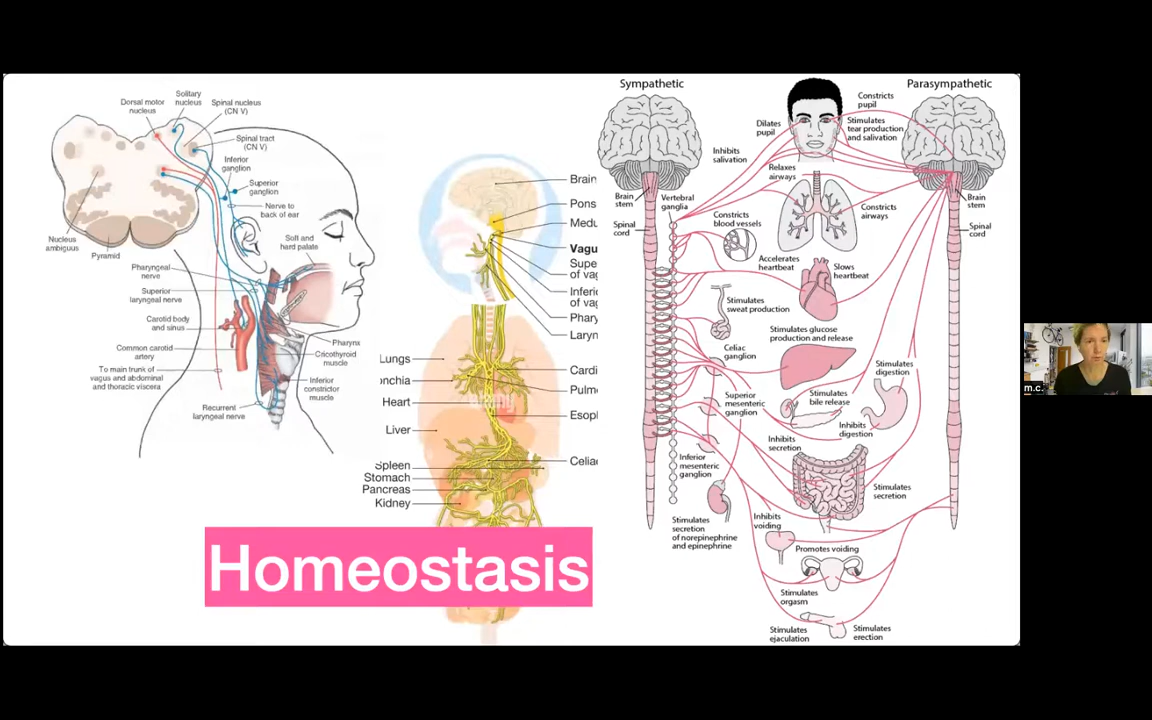 Solitary
nucleus
Dorsal motor
nucleus
Spinal nucleus
(CN V)
Spinal tract
(CN V)
Inferior
ganglion
Superior
ganglion
Nerve to
back of ear
Soft and
hard palate
Nucleus
ambiguus
Pyramid
Pharyngeal
nerve
Superior
laryngeal nerve
Carotid body
and sinus
Common carotid
artery
To main trunk of
vagus and abdominal
and thoracic viscera
Pharynx
Cricothyroid
muscle
Inferior
constrictor
muscle
Recurrent
laryngeal nerve
Brain
Pons
Medu
Vagu
Supe
of vag
Inferi
of vag
Phary
Laryn
Lungs
nchia
Heart
Liver
Spleen
Stomach
Pancreas
Kidney
Cardi
Pulm
Esoph
Celia
Homeostasis
Sympathetic
Parasympathetic
Constricts
pupil
Dilates
pupil
Stimulates
tear production
and salivation
Inhibits
salivation
Relaxes
airways
Brain
stem
Vertebral
ganglia
Spinal
cord
Constricts
blood vessels
Constricts
airways
Brain
stem
Spinal
cord
Accelerates
heartbeat
Slows
heartbeat
Stimulates
sweat production
Stimulates glucose
production and release
Celiac
ganglion
Stimulates
digestion
Superior
mesenteric
ganglion
Stimulates
bile release
Inhibits
digestion
Inhibits
secretion
Inferior
mesenteric
ganglion
Stimulates
secretion
Stimulates
secretion
of norepinephrine
and epinephrine
Inhibits
voiding
Promotes voiding
Stimulates
orgasm
Stimulates
ejaculation
Stimulates
erection
m.c.